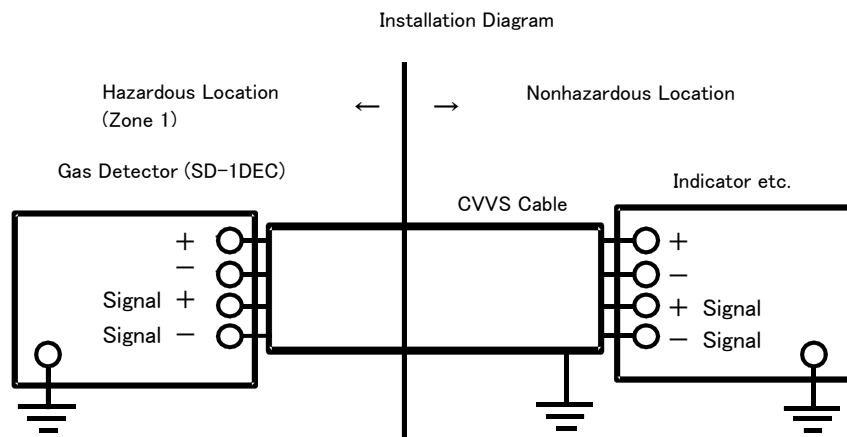 Installation Diagram
Hazardous Location
(Zone 1)
← →
Nonhazardous Location
Gas Detector (SD-1DEC)
CVVS Cable
Indicator etc.
+
−
Signal +
Signal −
+
−
+ Signal
− Signal